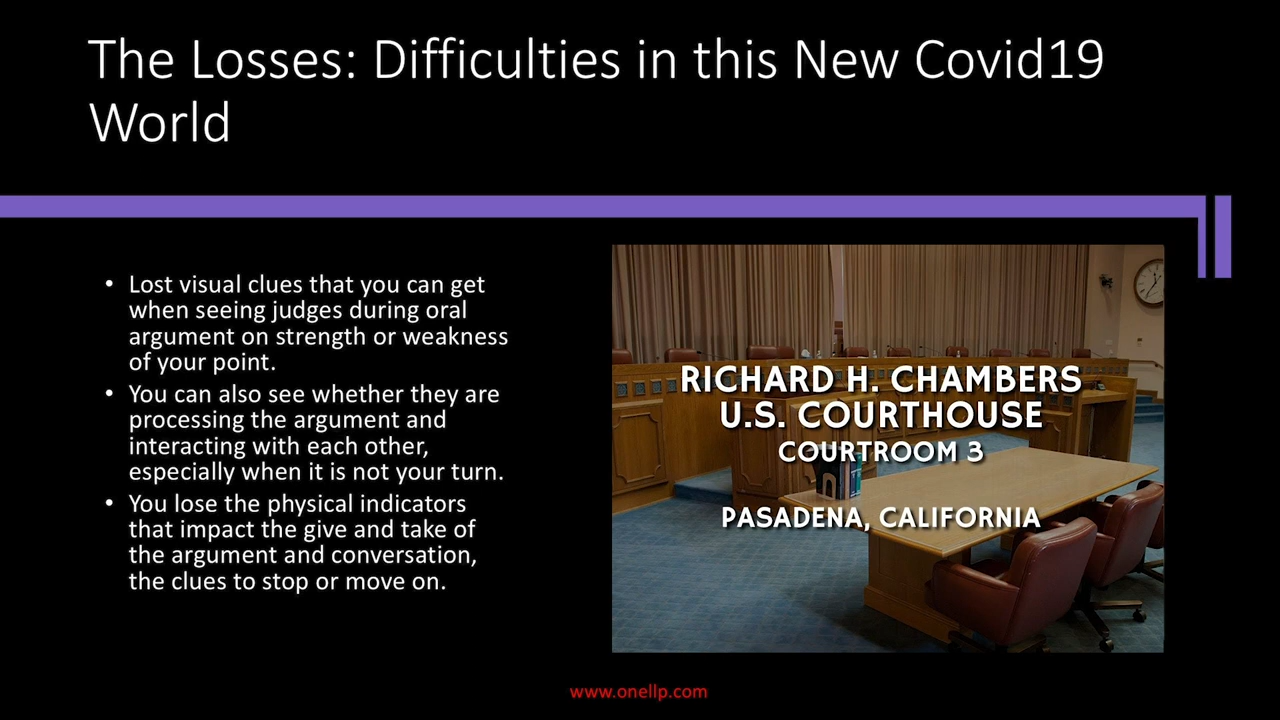 The Losses: Difficulties in this New Covid19
World
• Lost visual clues that you can get
when seeing judges during oral
argument on strength or weakness
of your point.
• You can also see whether they are
processing the argument and
interacting with each other,
especially when it is not your turn.
• You lose the physical indicators
that impact the give and take of
the argument and conversation,
the clues to stop or move on.
RICHARD H. CHAMBERS
U.S. COURTHOUSE
COURTROOM 3
PASADENA, CALIFORNIA
www.onellp.com